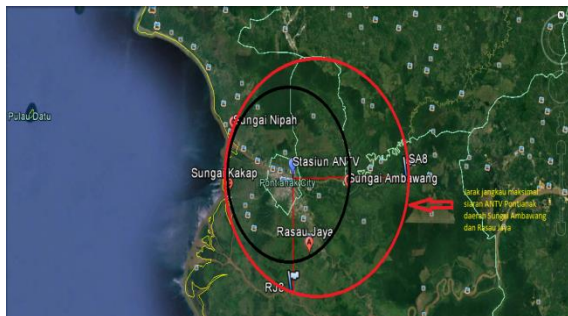 Pulau Datu
Sungai Nipah
Stasiun ANTV
SA8
Sungai Kakap
Pontianak City
Sungai Ambawang
jarak jangkau maksimal
siaran ANTV Pontianak
daerah Sungai Ambawang
dan Rasau Jaya
Rasau Jaya
RJ8